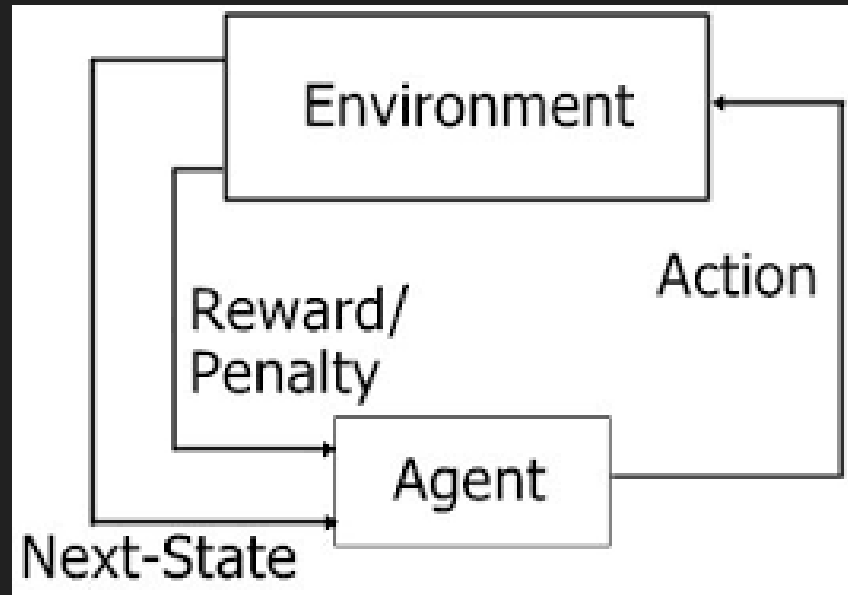 Environment
Action
Reward/
Penalty
Agent
Next-State